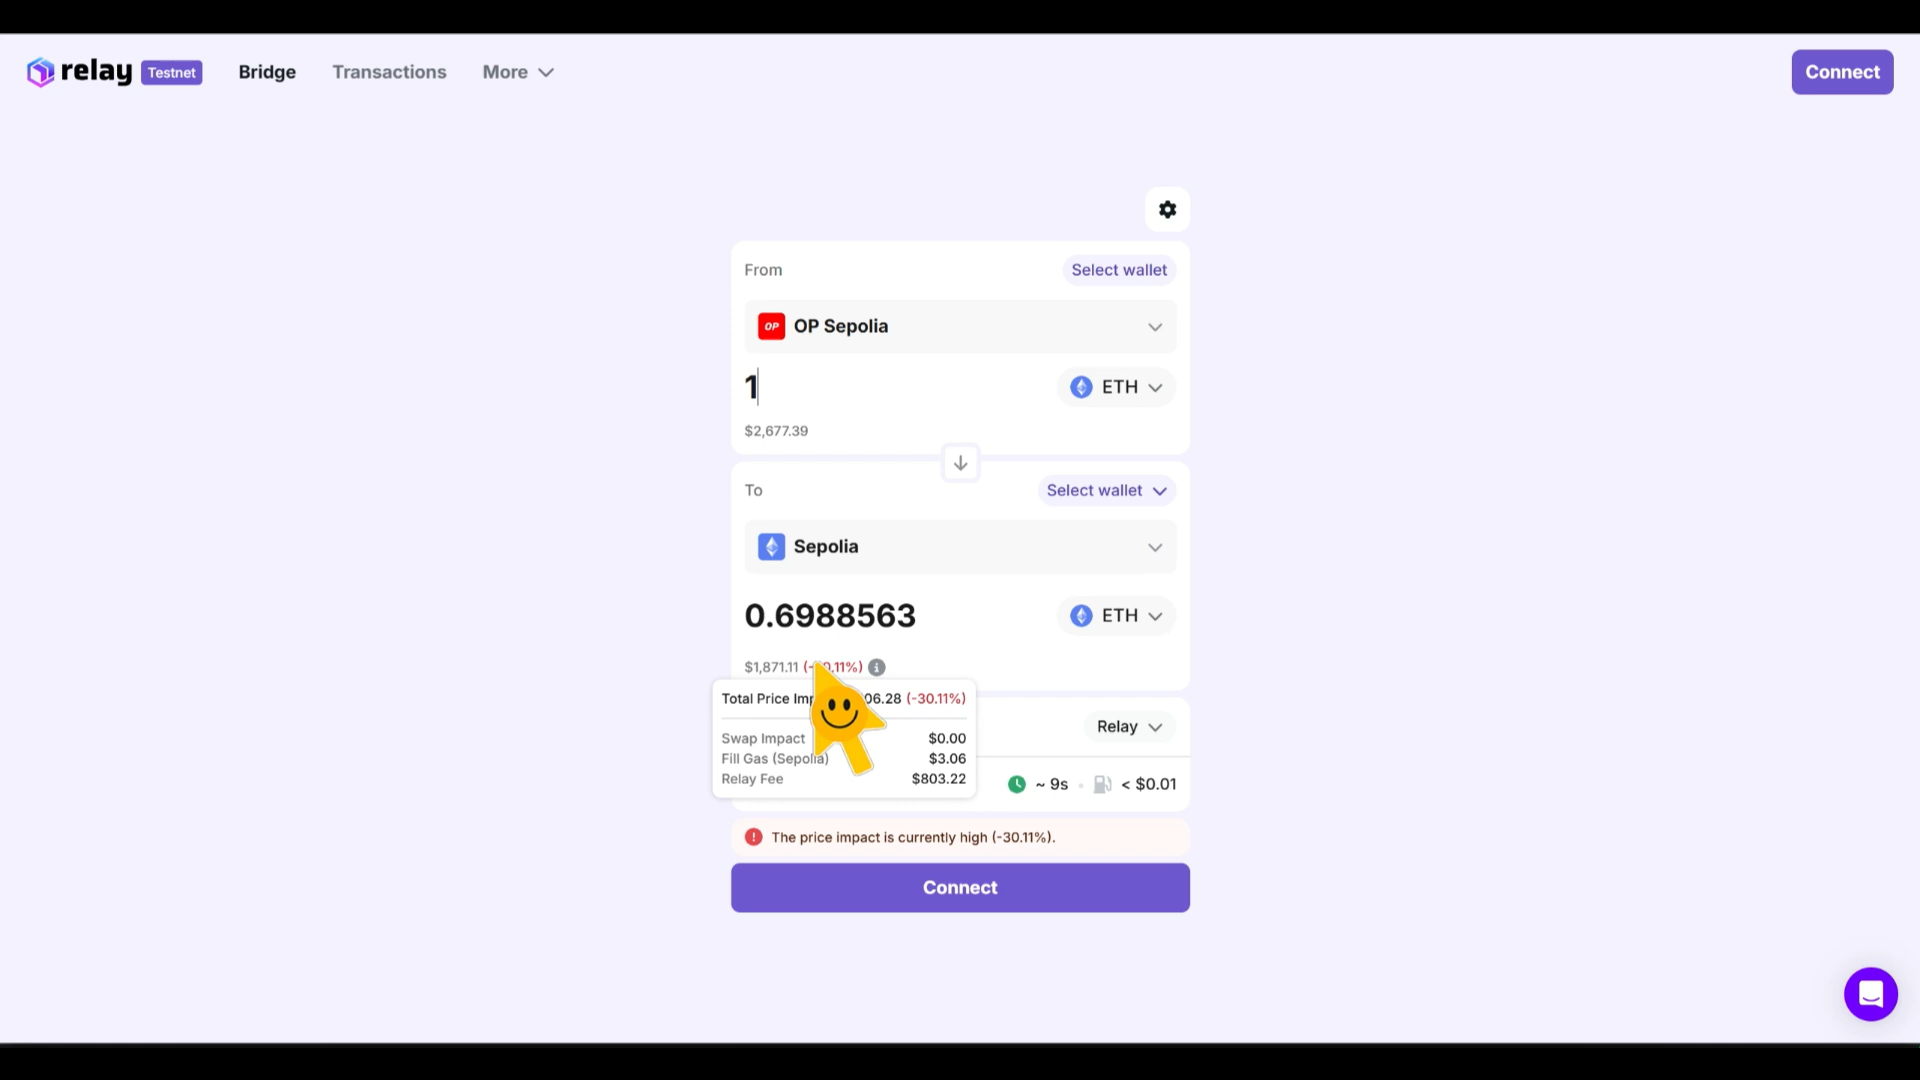 relay Testnet Bridge Transactions More Connect
From Select wallet
OP OP Sepolia
1 ETH
$2,677.39
To Select wallet
Sepolia
0.6988563 ETH
$1,871.11
Total Price 06.28 (-30.11%)
Swap Impact $0.00
Fill Gas (Sepolia) $3.06
Relay Fee $803.22
Relay
~ 9s < $0.01
The price impact is currently high (-30.11%).
Connect